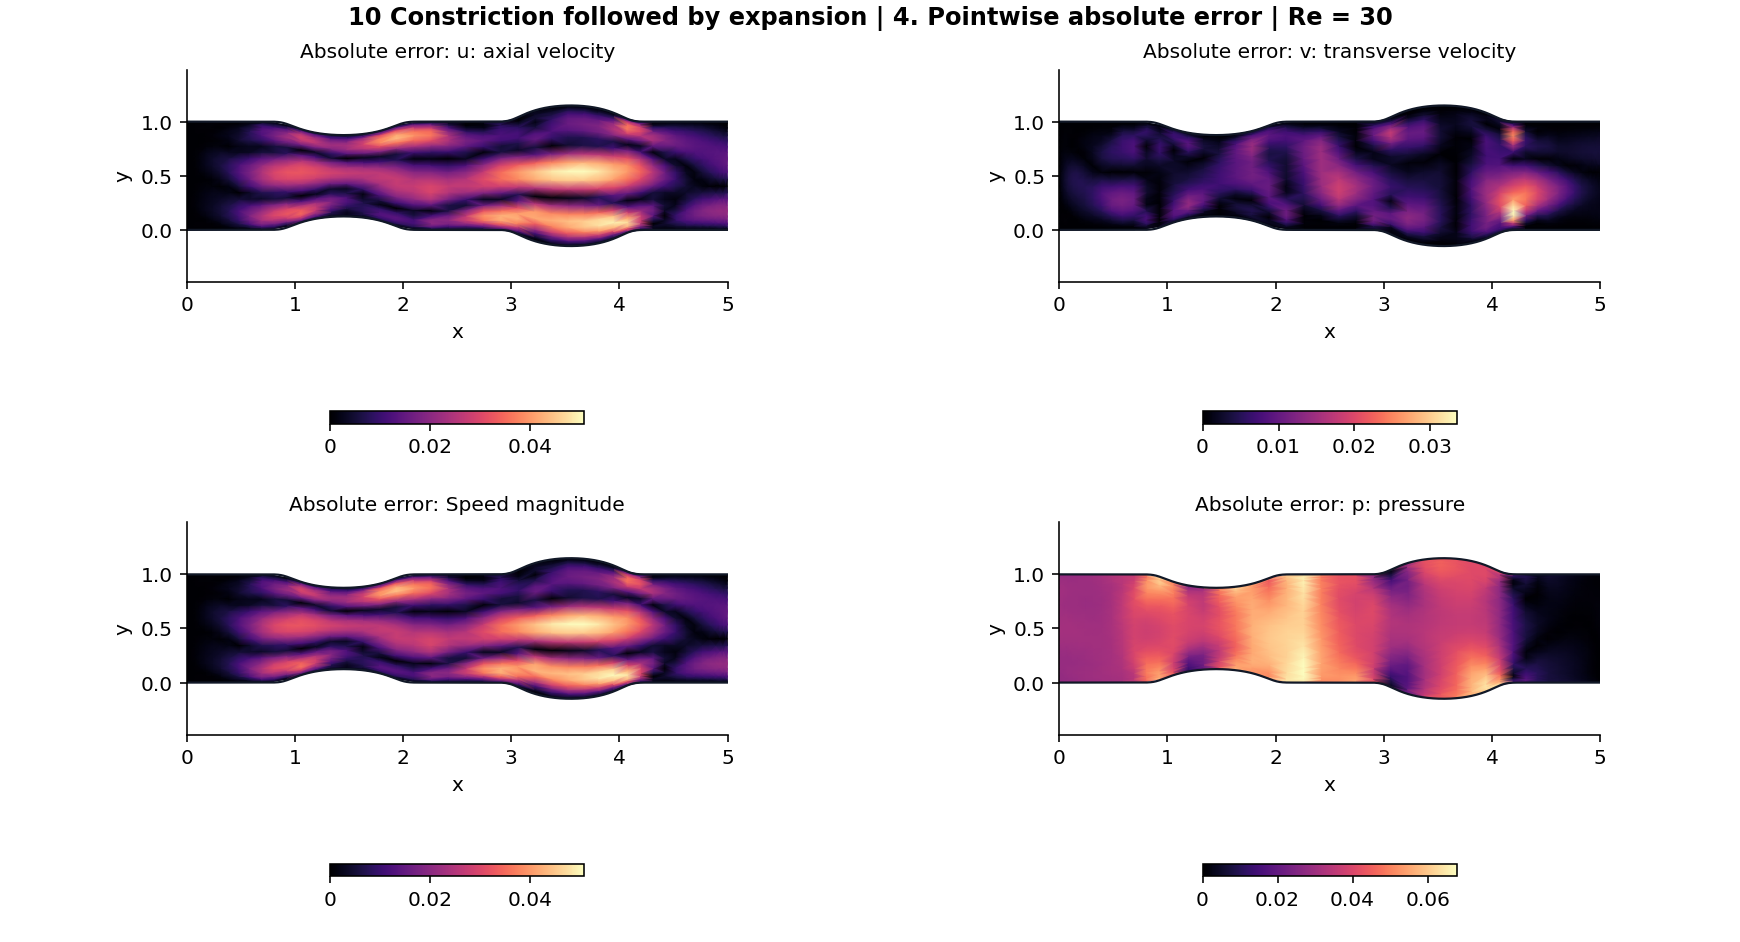 10 Constriction followed by expansion | 4. Pointwise absolute error | Re = 30
Absolute error: u: axial velocity
1.0
0.5
0.0
y
0 1 2 3 4 5
x
0 0.02 0.04
Absolute error: v: transverse velocity
1.0
0.5
0.0
y
0 1 2 3 4 5
x
0 0.01 0.02 0.03
Absolute error: Speed magnitude
1.0
0.5
0.0
y
0 1 2 3 4 5
x
0 0.02 0.04
Absolute error: p: pressure
1.0
0.5
0.0
y
0 1 2 3 4 5
x
0 0.02 0.04 0.06